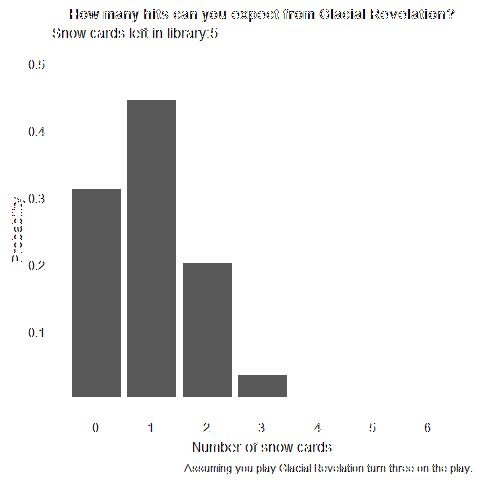 How many hits can you expect from Glacial Revelation?
Snow cards left in library:5
0.5
0.4
0.3
0.2
0.1
Probability
0
1
2
3
4
5
6
Number of snow cards
Assuming you play Glacial Revelation turn three on the play.